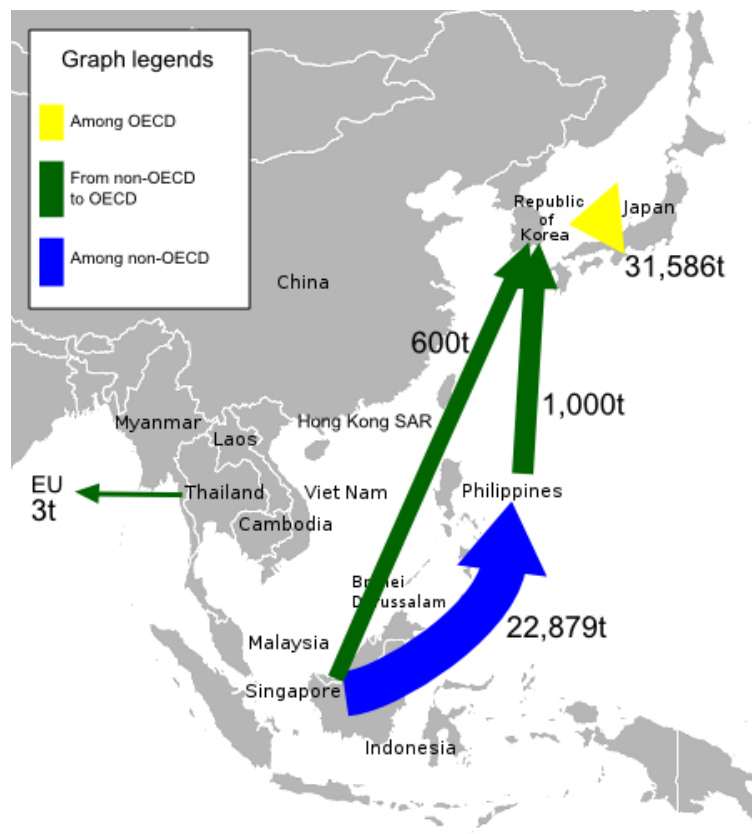 Graph legends
Among OECD
From non-OECD
to OECD
Among non-OECD
Republic
of
Korea
Japan
31,586t
China
600t
1,000t
Myanmar
Hong Kong SAR
Laos
EU
3t
Thailand
Viet Nam
Philippines
Cambodia
Brunei
Darussalam
22,879t
Malaysia
Singapore
Indonesia